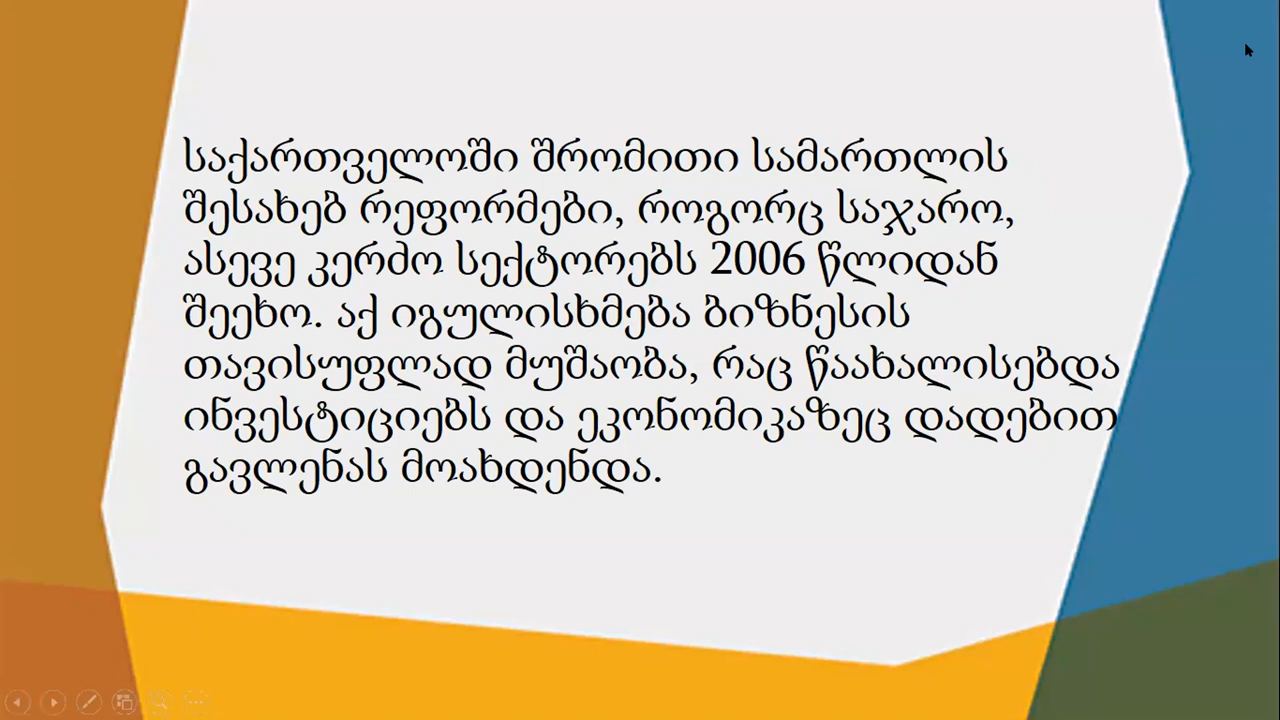 საქართველოში შრომითი სამართლის
შესახებ რეფორმები, როგორც საჯარო,
ასევე კერძო სექტორებს 2006 წლიდან
შეეხო. აქ იგულისხმება ბიზნესის
თავისუფლად მუშაობა, რაც წაახალისებდა
ინვესტიციებს და ეკონომიკაზეც დადებით
გავლენას მოახდენდა.